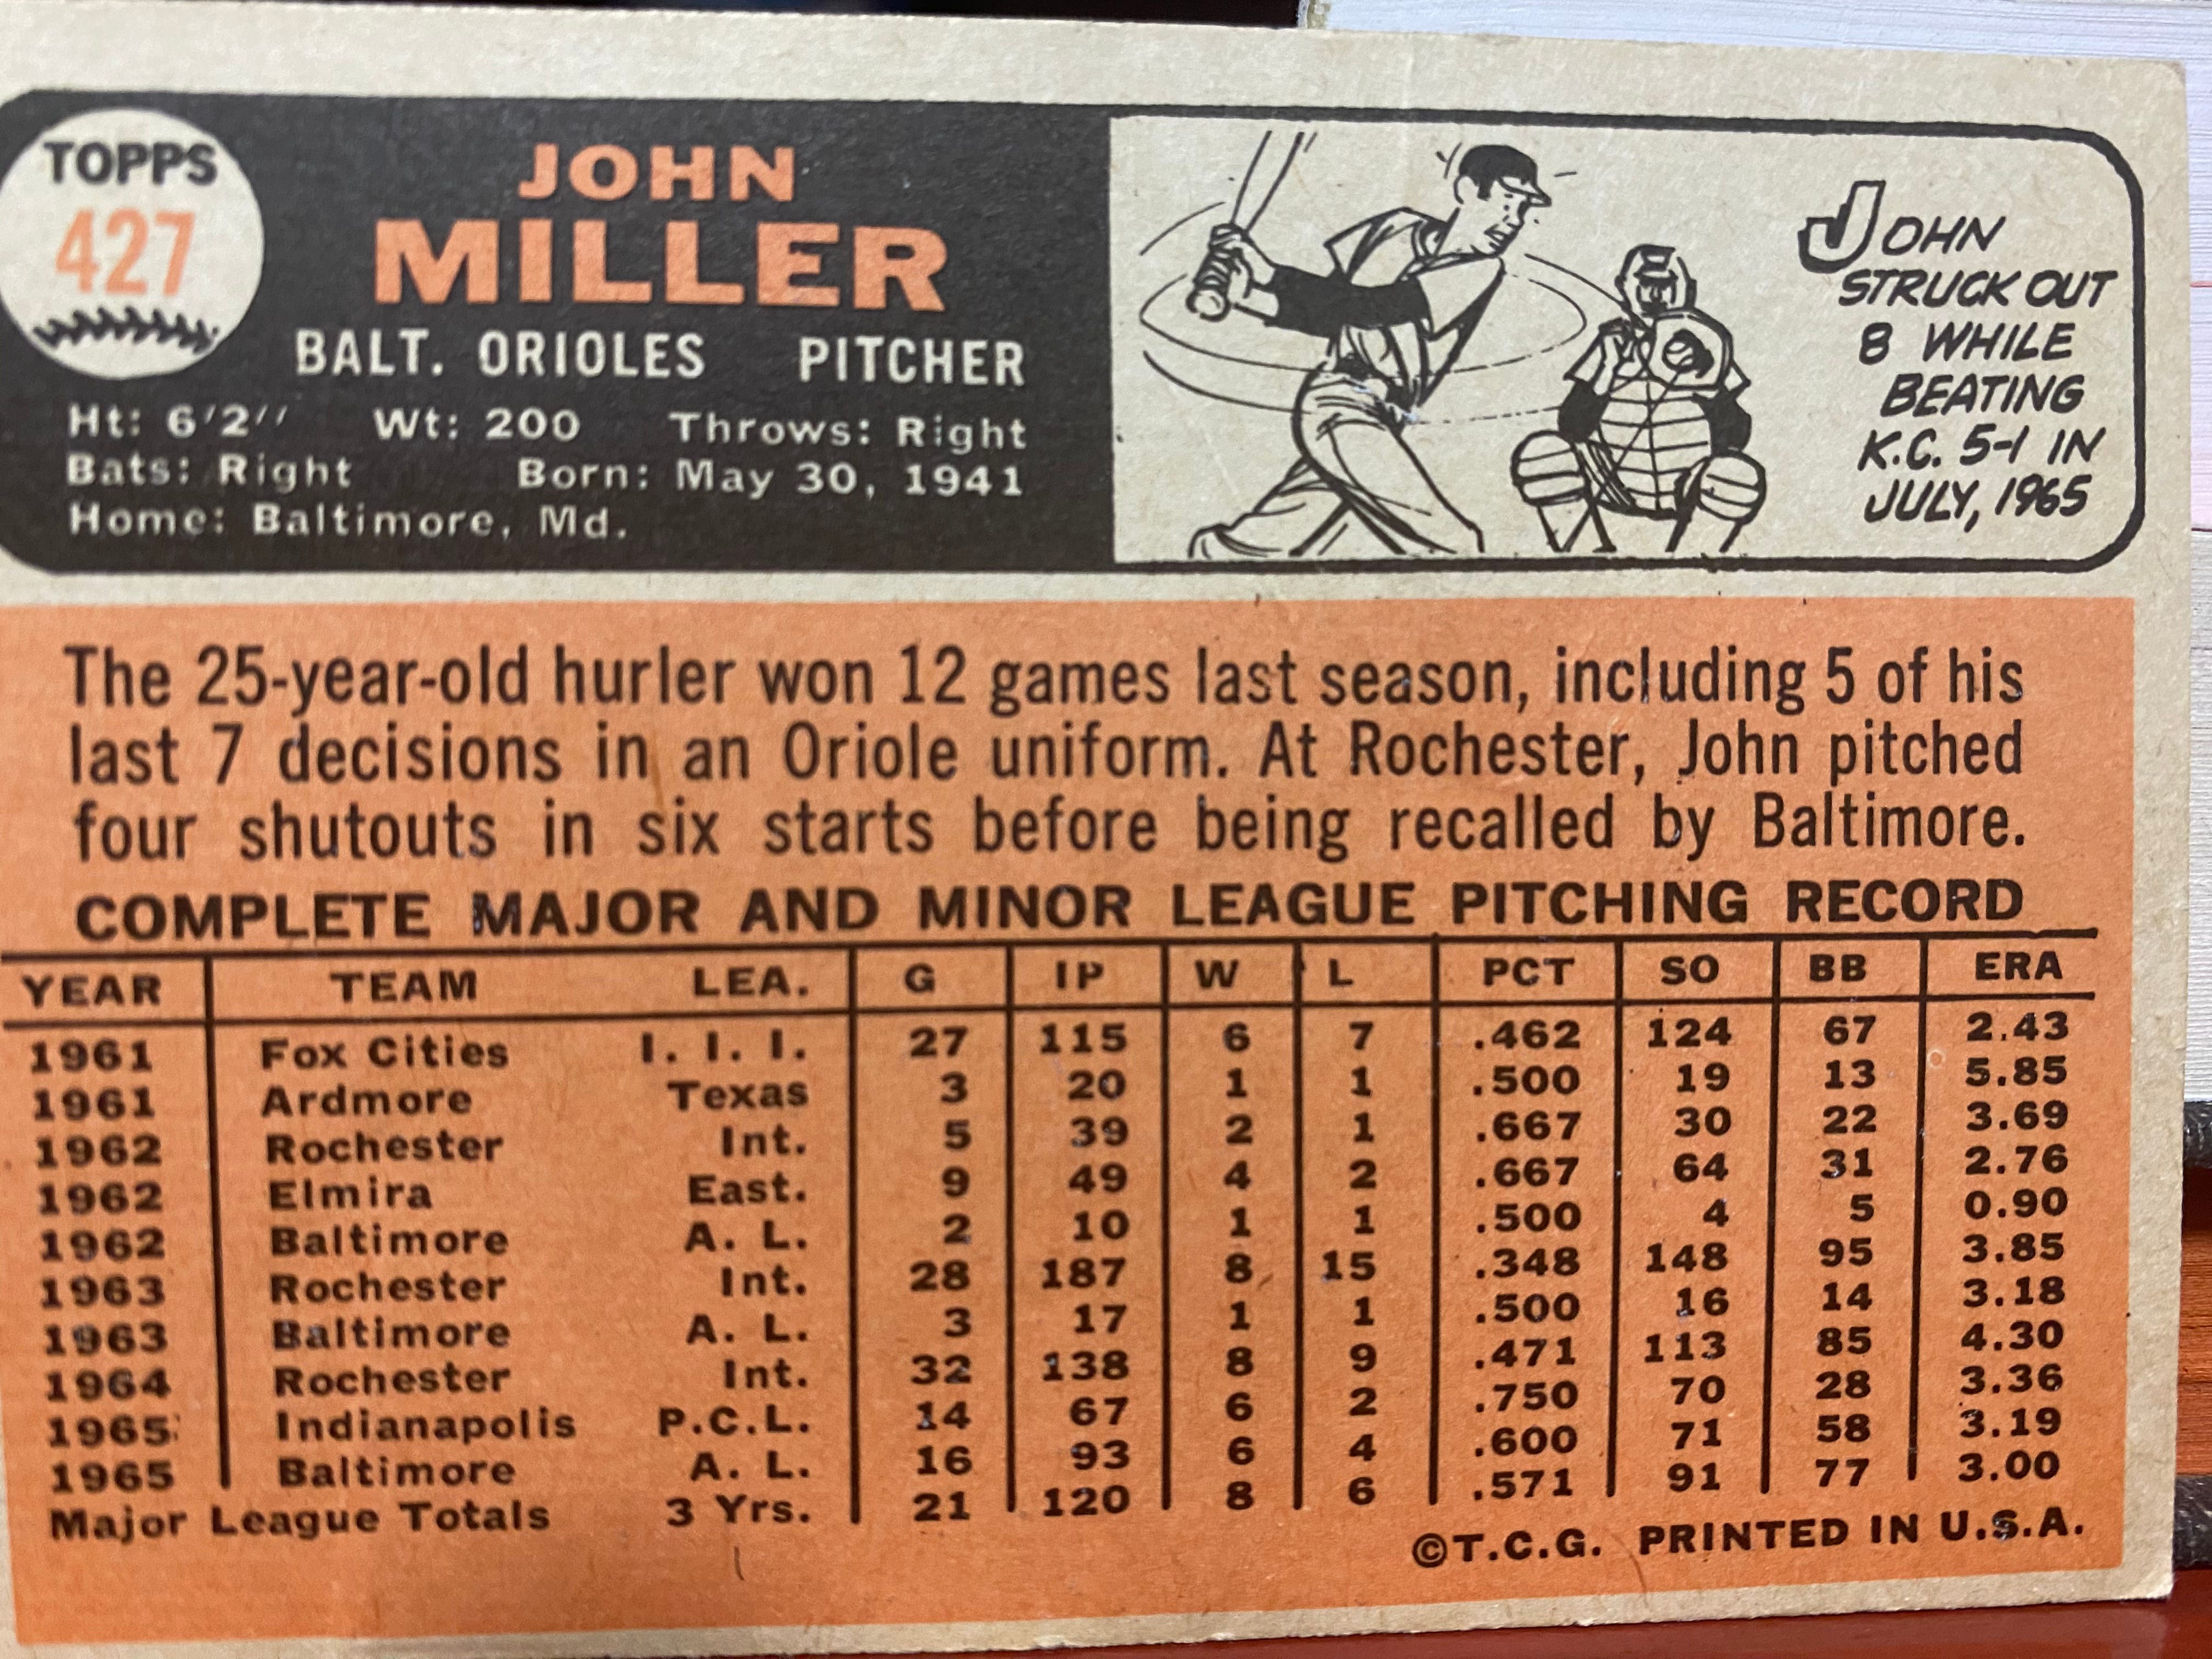 TOPPS
427
JOHN
MILLER
BALT. ORIOLES PITCHER
Ht: 6'2" Wt: 200 Throws: Right
Bats: Right Born: May 30, 1941
Home: Baltimore, Md.
JOHN
STRUCK OUT
8 WHILE
BEATING
K.C. 5-1 IN
JULY, 1965
The 25-year-old hurler won 12 games last season, including 5 of his
last 7 decisions in an Oriole uniform. At Rochester, John pitched
four shutouts in six starts before being recalled by Baltimore.
COMPLETE MAJOR AND MINOR LEAGUE PITCHING RECORD
YEAR TEAM LEA. G IP W L PCT SO BB ERA
1961 Fox Cities I. I. I. 27 115 6 7 .462 124 67 2.43
1961 Ardmore Texas 3 20 1 1 .500 19 13 5.85
1962 Rochester Int. 5 39 2 1 .667 30 22 3.69
1962 Elmira East. 9 49 4 2 .667 64 31 2.76
1962 Baltimore A. L. 2 10 1 1 .500 4 5 0.90
1963 Rochester Int. 28 187 8 15 .348 148 95 3.85
1963 Baltimore A. L. 3 17 1 1 .500 16 14 3.18
1964 Rochester Int. 32 138 8 9 .471 113 85 4.30
1965 Indianapolis P.C.L. 14 67 6 2 .750 70 28 3.36
1965 Baltimore A. L. 16 93 6 4 .600 71 58 3.19
Major League Totals 3 Yrs. 21 120 8 6 .571 91 77 3.00
©T.C.G. PRINTED IN U.S.A.